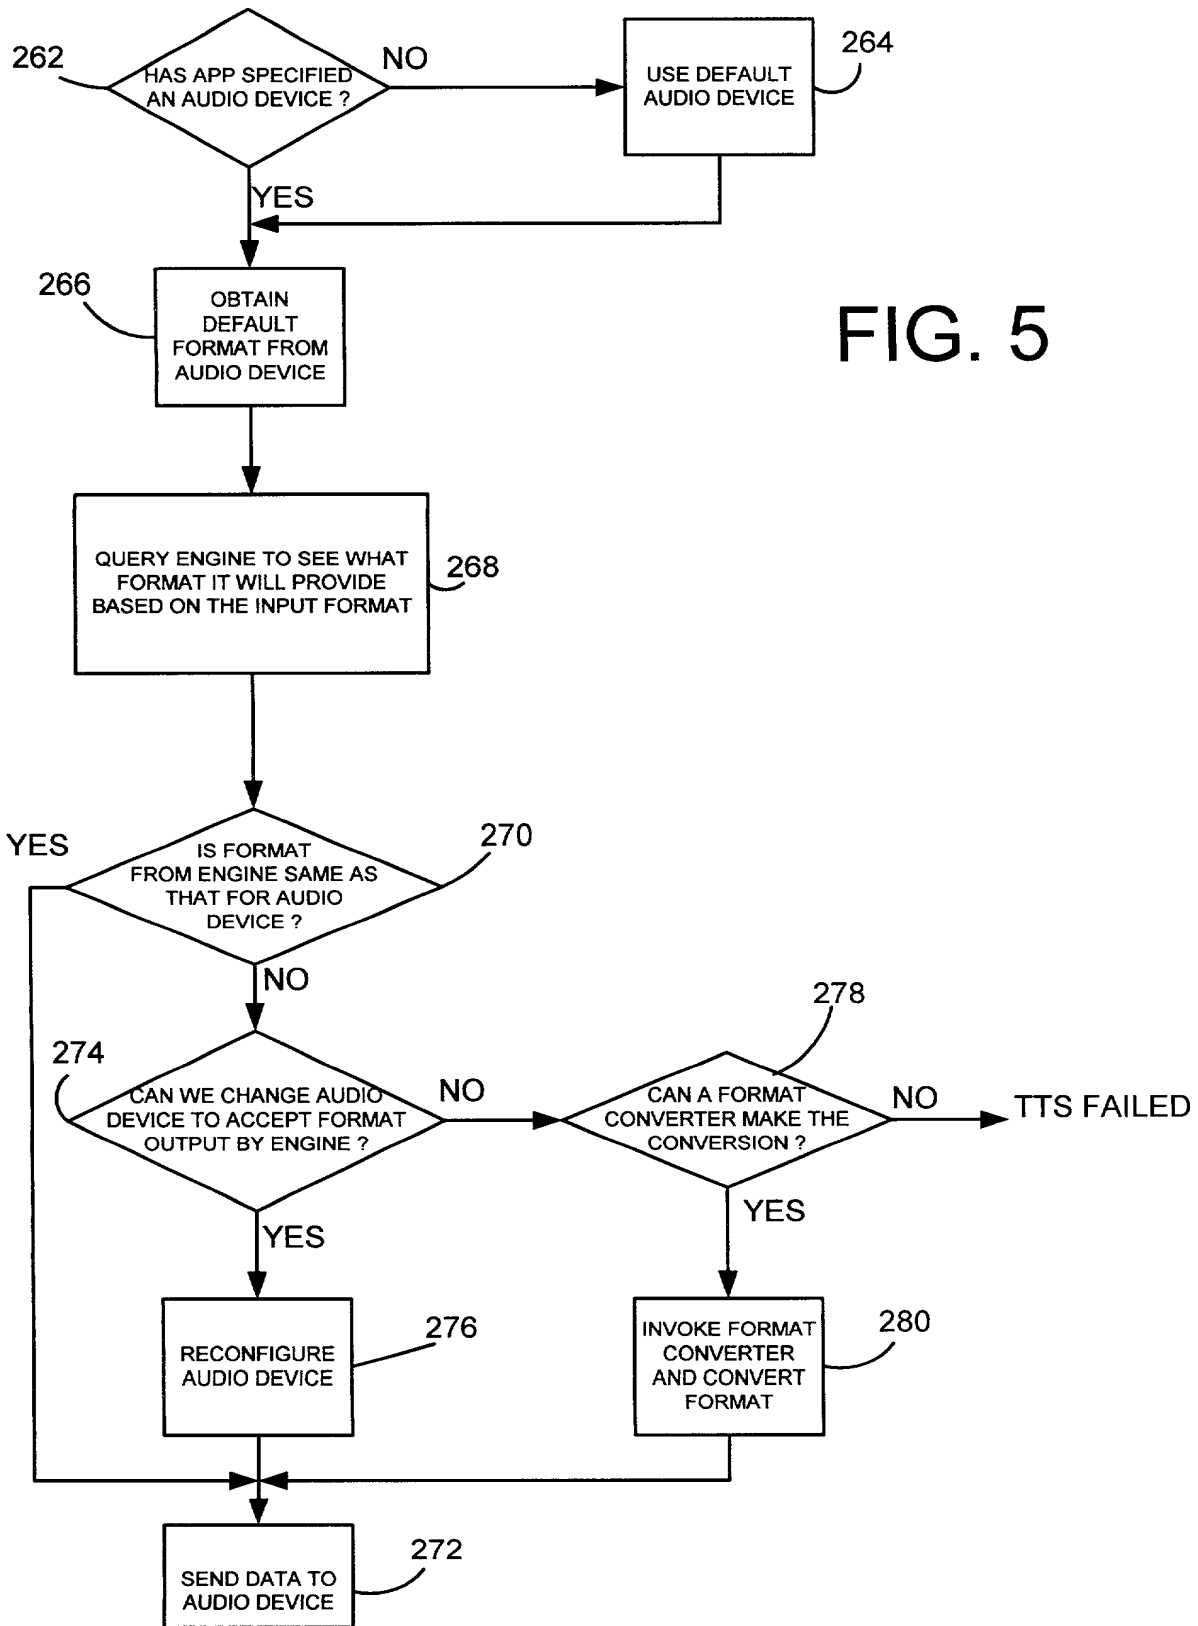 262
HAS APP SPECIFIED
AN AUDIO DEVICE ?
NO
USE DEFAULT
AUDIO DEVICE
264
YES
266
OBTAIN
DEFAULT
FORMAT FROM
AUDIO DEVICE
FIG. 5
QUERY ENGINE TO SEE WHAT
FORMAT IT WILL PROVIDE
BASED ON THE INPUT FORMAT
268
YES
IS FORMAT
FROM ENGINE SAME AS
THAT FOR AUDIO
DEVICE ?
270
NO
274
CAN WE CHANGE AUDIO
DEVICE TO ACCEPT FORMAT
OUTPUT BY ENGINE ?
NO
278
CAN A FORMAT
CONVERTER MAKE THE
CONVERSION ?
NO
TTS FAILED
YES
YES
RECONFIGURE
AUDIO DEVICE
276
INVOKE FORMAT
CONVERTER
AND CONVERT
FORMAT
280
SEND DATA TO
AUDIO DEVICE
272